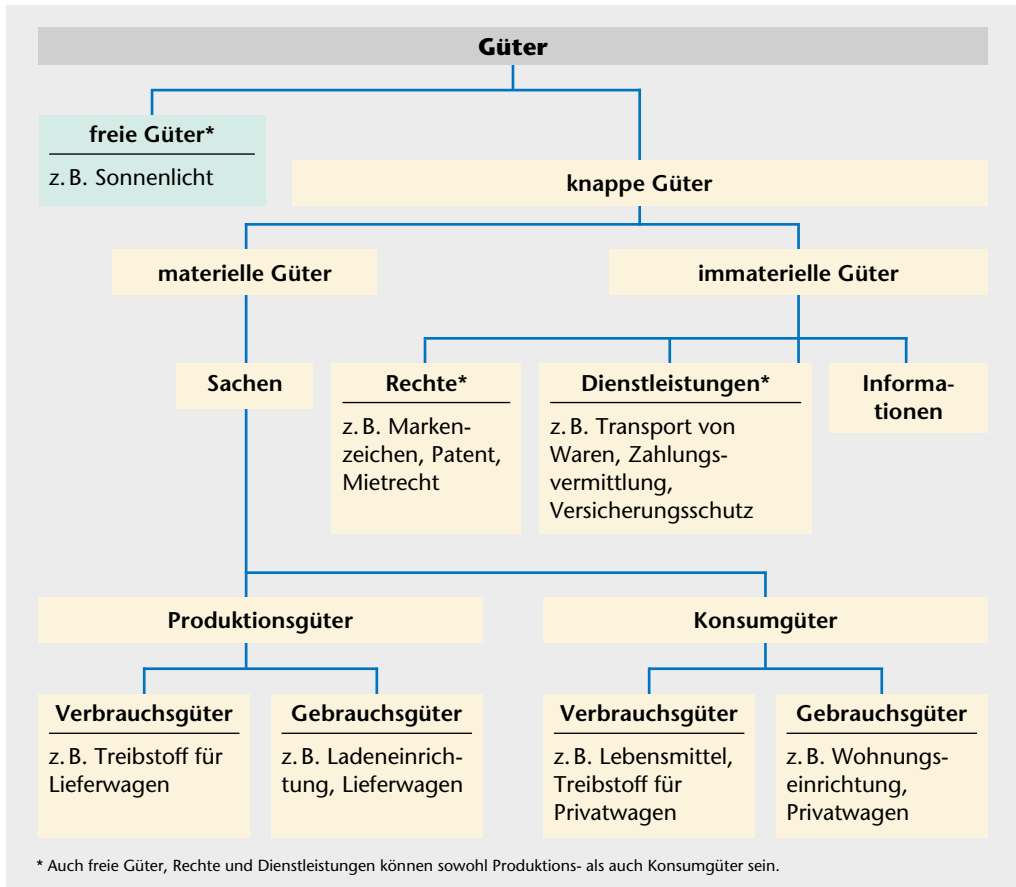 Güter
freie Güter*
z. B. Sonnenlicht
knappe Güter
materielle Güter
immaterielle Güter
Sachen
Rechte*
z. B. Marken-
zeichen, Patent,
Mietrecht
Dienstleistungen*
z. B. Transport von
Waren, Zahlungs-
vermittlung,
Versicherungsschutz
Informa-
tionen
Produktionsgüter
Konsumgüter
Verbrauchsgüter
z. B. Treibstoff für
Lieferwagen
Gebrauchsgüter
z. B. Ladeneinrich-
tung, Lieferwagen
Verbrauchsgüter
z. B. Lebensmittel,
Treibstoff für
Privatwagen
Gebrauchsgüter
z. B. Wohnungs-
einrichtung,
Privatwagen
* Auch freie Güter, Rechte und Dienstleistungen können sowohl Produktions- als auch Konsumgüter sein.